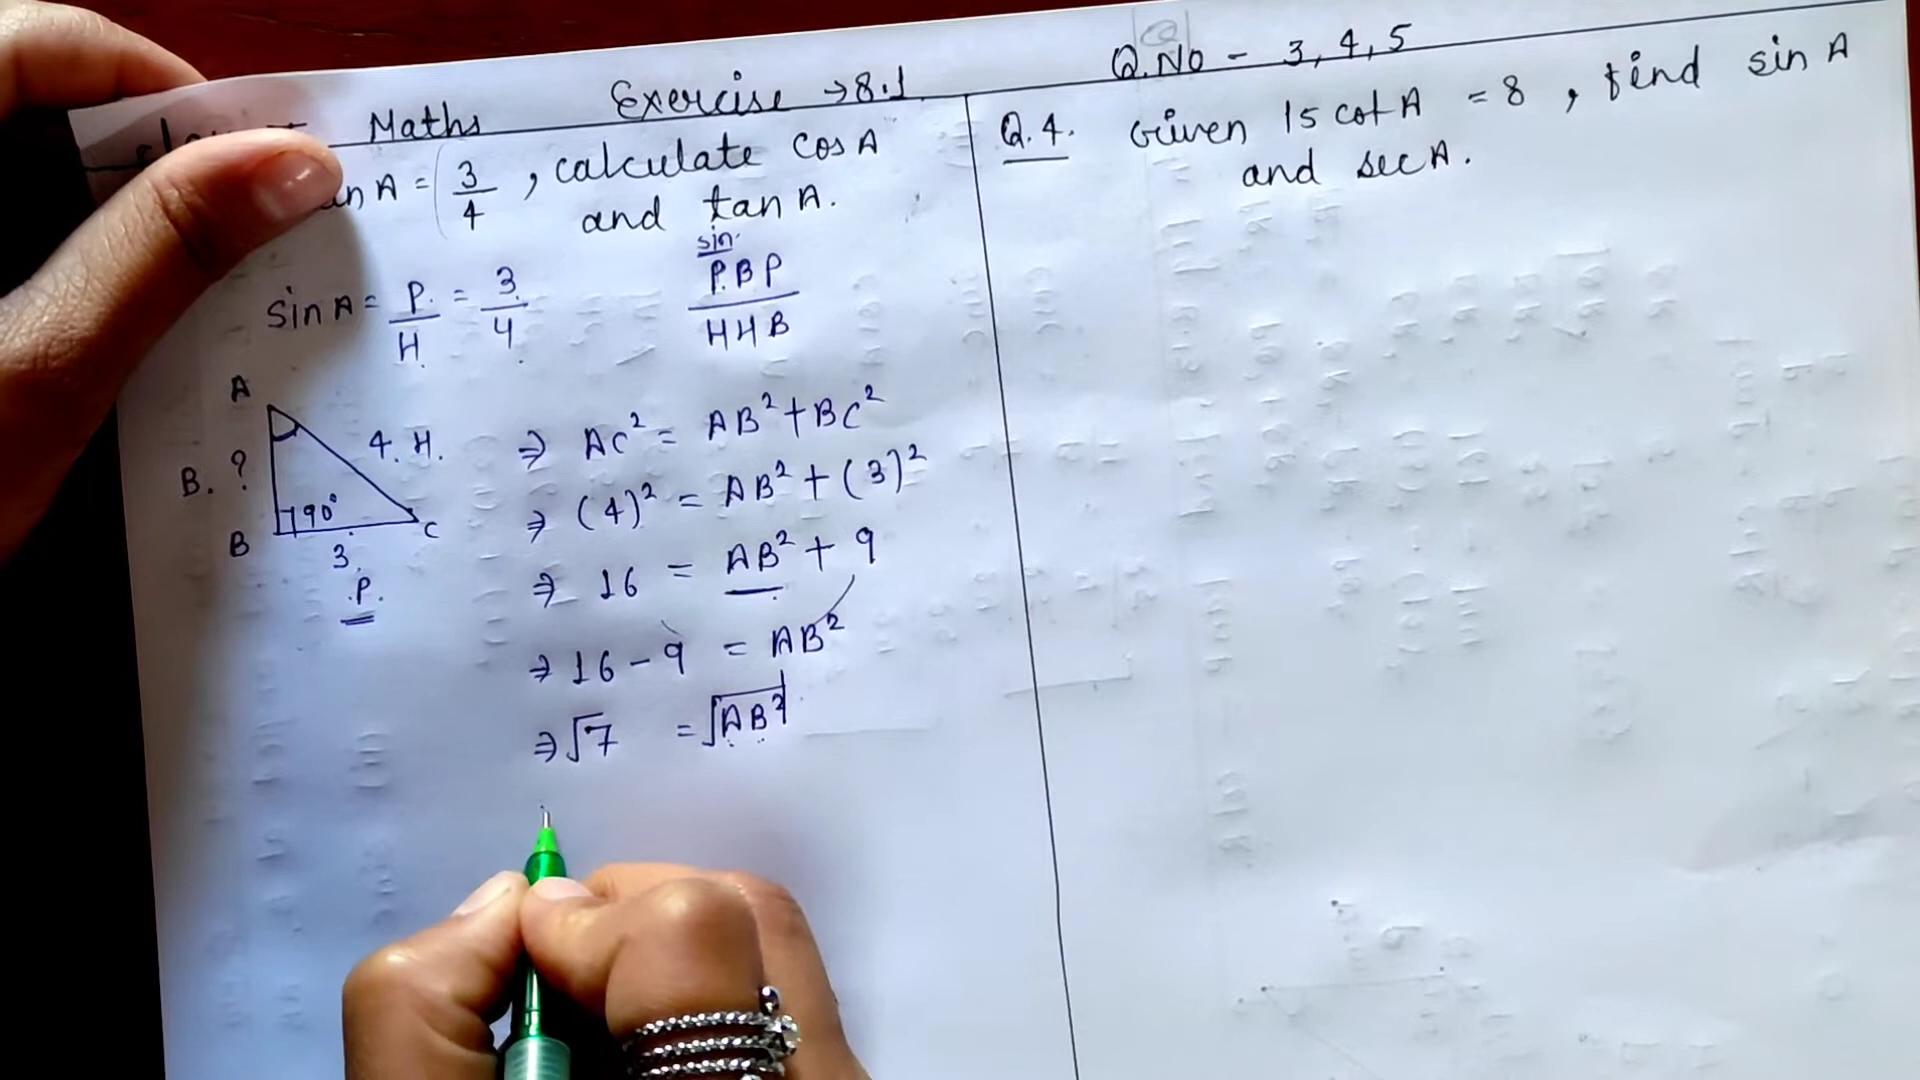 Maths Exercise → 8.1 Q.No - 3, 4, 5
A = 3/4 , calculate cos A
and tan A.
sin A = P/H = 3/4
sin
P B P
H H B
A
4. H.
B. ?
90°
B
C
3.
P.
⇒ AC² = AB² + BC²
⇒ (4)² = AB² + (3)²
⇒ 16 = AB² + 9
⇒ 16 - 9 = AB²
⇒ √7 = √AB²
Q. 4. Given 15 cot A = 8 , find sin A
and sec A.